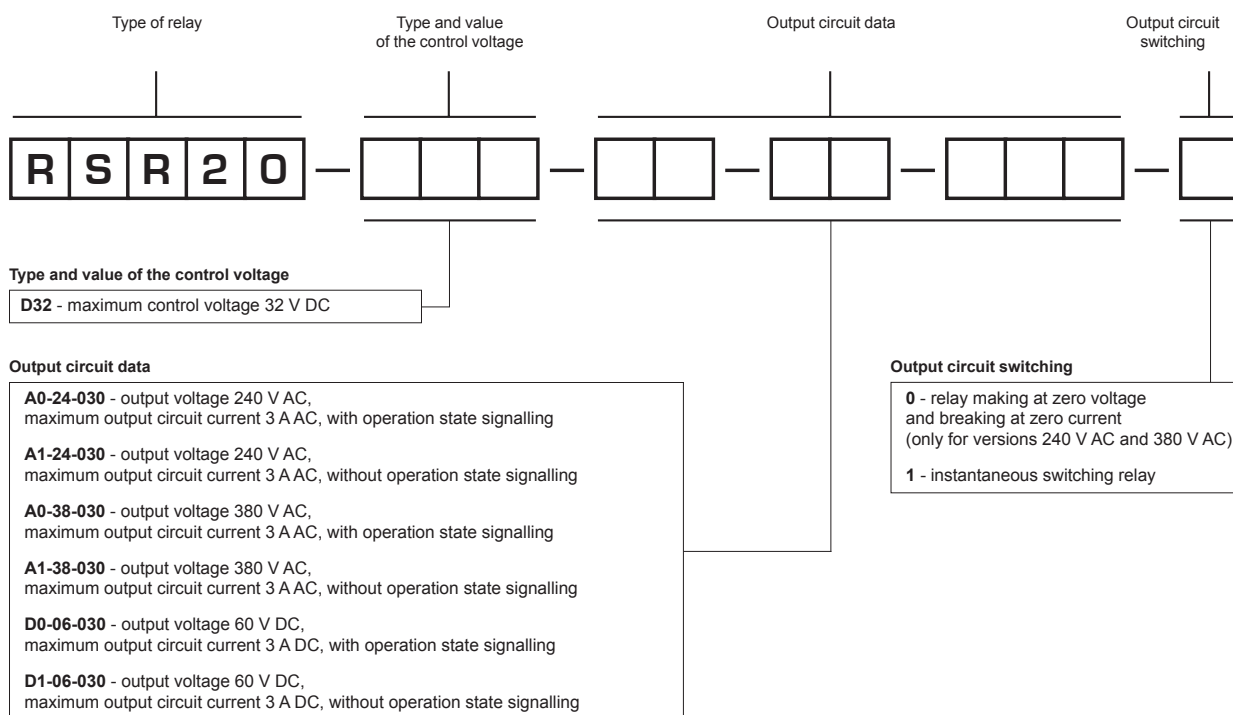 Type of relay
Type and value
of the control voltage
Output circuit data
Output circuit
switching
RSR20 — — — — —
Type and value of the control voltage
D32 - maximum control voltage 32 V DC
Output circuit data
A0-24-030 - output voltage 240 V AC,
maximum output circuit current 3 A AC, with operation state signalling
A1-24-030 - output voltage 240 V AC,
maximum output circuit current 3 A AC, without operation state signalling
A0-38-030 - output voltage 380 V AC,
maximum output circuit current 3 A AC, with operation state signalling
A1-38-030 - output voltage 380 V AC,
maximum output circuit current 3 A AC, without operation state signalling
D0-06-030 - output voltage 60 V DC,
maximum output circuit current 3 A DC, with operation state signalling
D1-06-030 - output voltage 60 V DC,
maximum output circuit current 3 A DC, without operation state signalling
Output circuit switching
0 - relay making at zero voltage
and breaking at zero current
(only for versions 240 V AC and 380 V AC)
1 - instantaneous switching relay